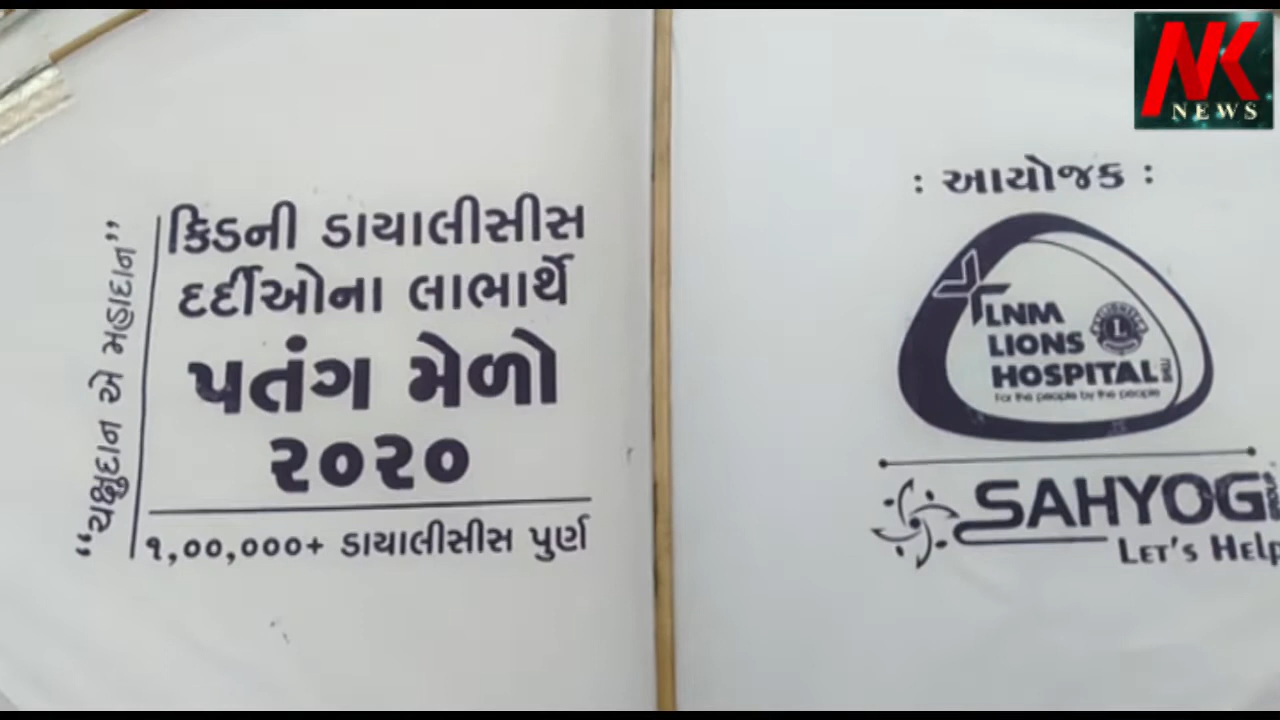 NK
NEWS
“ચક્ષુદાન એ મહાદાન”
કિડની ડાયાલીસીસ
દર્દીઓના લાભાર્થે
પતંગ મેળો
૨૦૨૦
૧,૦૦,૦૦૦+ ડાયાલીસીસ પુર્ણ
: આયોજક :
LNM
LIONS
HOSPITAL
For the people by the people
SAHYOG
LET'S HELP